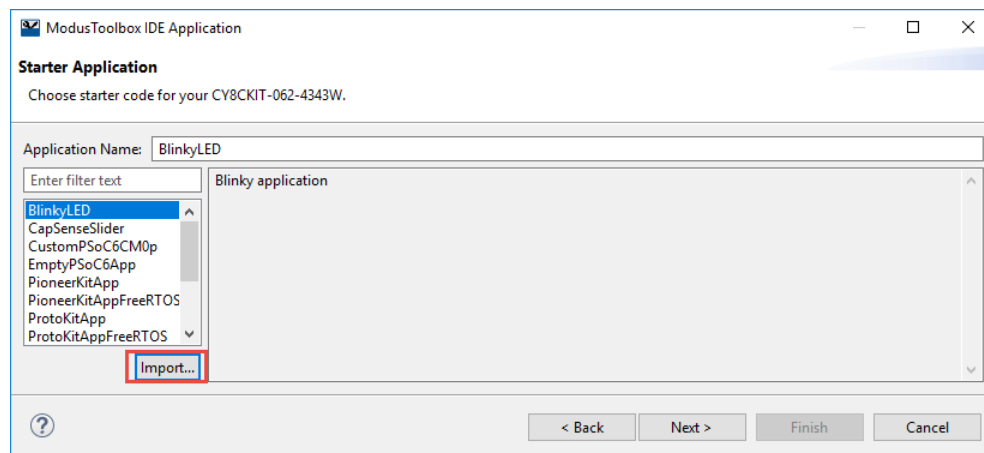 ModusToolbox IDE Application
Starter Application
Choose starter code for your CY8CKIT-062-4343W.
Application Name: BlinkyLED
Enter filter text
Blinky application
BlinkyLED
CapSenseSlider
CustomPSoC6CM0p
EmptyPSoC6App
PioneerKitApp
PioneerKitAppFreeRTOS
ProtoKitApp
ProtoKitAppFreeRTOS
Import...
?
< Back Next > Finish Cancel